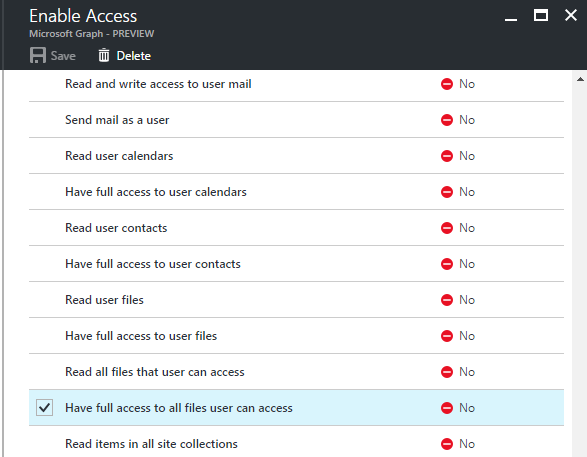 Enable Access
Microsoft Graph - PREVIEW
Save Delete
Read and write access to user mail No
Send mail as a user No
Read user calendars No
Have full access to user calendars No
Read user contacts No
Have full access to user contacts No
Read user files No
Have full access to user files No
Read all files that user can access No
Have full access to all files user can access No
Read items in all site collections No